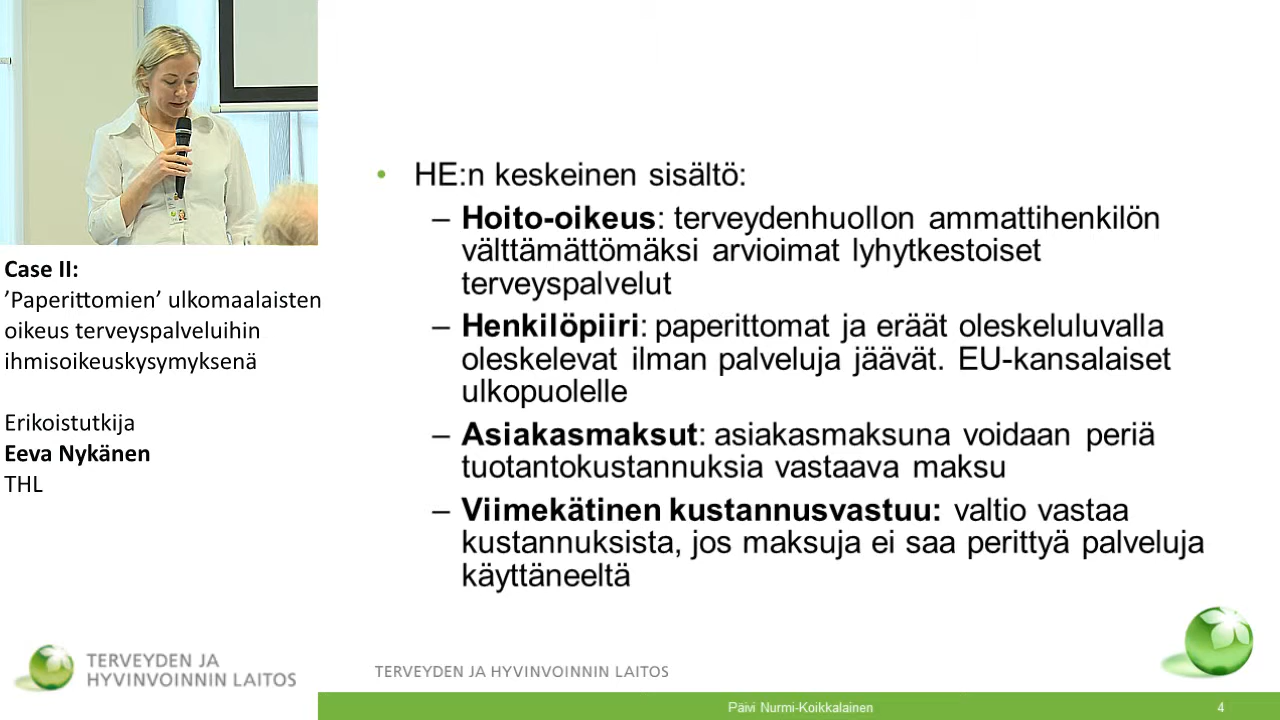 Case II:
’Paperittomien’ ulkomaalaisten
oikeus terveyspalveluihin
ihmisoikeuskysymyksenä
Erikoistutkija
Eeva Nykänen
THL
TERVEYDEN JA
HYVINVOINNIN LAITOS
• HE:n keskeinen sisältö:
– Hoito-oikeus: terveydenhuollon ammattihenkilön
välttämättömäksi arvioimat lyhytkestoiset
terveyspalvelut
– Henkilöpiiri: paperittomat ja eräät oleskeluluvalla
oleskelevat ilman palveluja jäävät. EU-kansalaiset
ulkopuolelle
– Asiakasmaksut: asiakasmaksuna voidaan periä
tuotantokustannuksia vastaava maksu
– Viimekätinen kustannusvastuu: valtio vastaa
kustannuksista, jos maksuja ei saa perittyä palveluja
käyttäneeltä
TERVEYDEN JA HYVINVOINNIN LAITOS
Päivi Nurmi-Koikkalainen
4